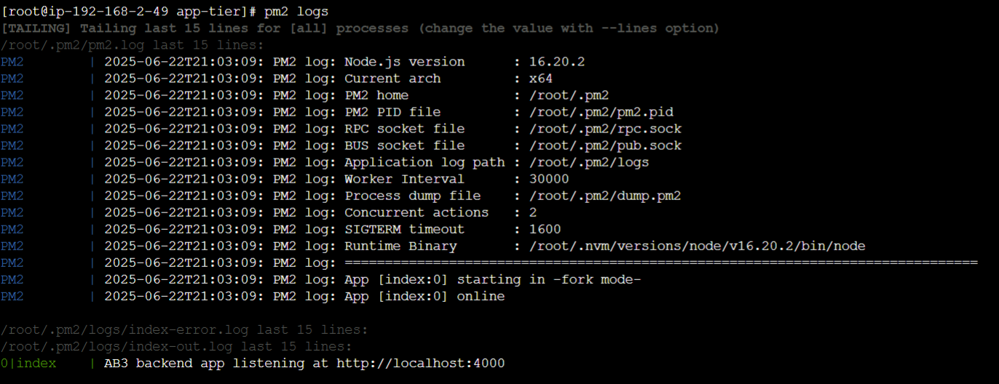 [root@ip-192-168-2-49 app-tier]# pm2 logs
[TAILING] Tailing last 15 lines for [all] processes (change the value with --lines option)
/root/.pm2/pm2.log last 15 lines:
PM2        | 2025-06-22T21:03:09: PM2 log: Node.js version      : 16.20.2
PM2        | 2025-06-22T21:03:09: PM2 log: Current arch         : x64
PM2        | 2025-06-22T21:03:09: PM2 log: PM2 home             : /root/.pm2
PM2        | 2025-06-22T21:03:09: PM2 log: PM2 PID file         : /root/.pm2/pm2.pid
PM2        | 2025-06-22T21:03:09: PM2 log: RPC socket file      : /root/.pm2/rpc.sock
PM2        | 2025-06-22T21:03:09: PM2 log: BUS socket file      : /root/.pm2/pub.sock
PM2        | 2025-06-22T21:03:09: PM2 log: Application log path : /root/.pm2/logs
PM2        | 2025-06-22T21:03:09: PM2 log: Worker Interval      : 30000
PM2        | 2025-06-22T21:03:09: PM2 log: Process dump file    : /root/.pm2/dump.pm2
PM2        | 2025-06-22T21:03:09: PM2 log: Concurrent actions   : 2
PM2        | 2025-06-22T21:03:09: PM2 log: SIGTERM timeout      : 1600
PM2        | 2025-06-22T21:03:09: PM2 log: Runtime Binary       : /root/.nvm/versions/node/v16.20.2/bin/node
PM2        | 2025-06-22T21:03:09: PM2 log: ===============================================================================
PM2        | 2025-06-22T21:03:09: PM2 log: App [index:0] starting in -fork mode-
PM2        | 2025-06-22T21:03:09: PM2 log: App [index:0] online
/root/.pm2/logs/index-error.log last 15 lines:
/root/.pm2/logs/index-out.log last 15 lines:
0|index    | AB3 backend app listening at http://localhost:4000